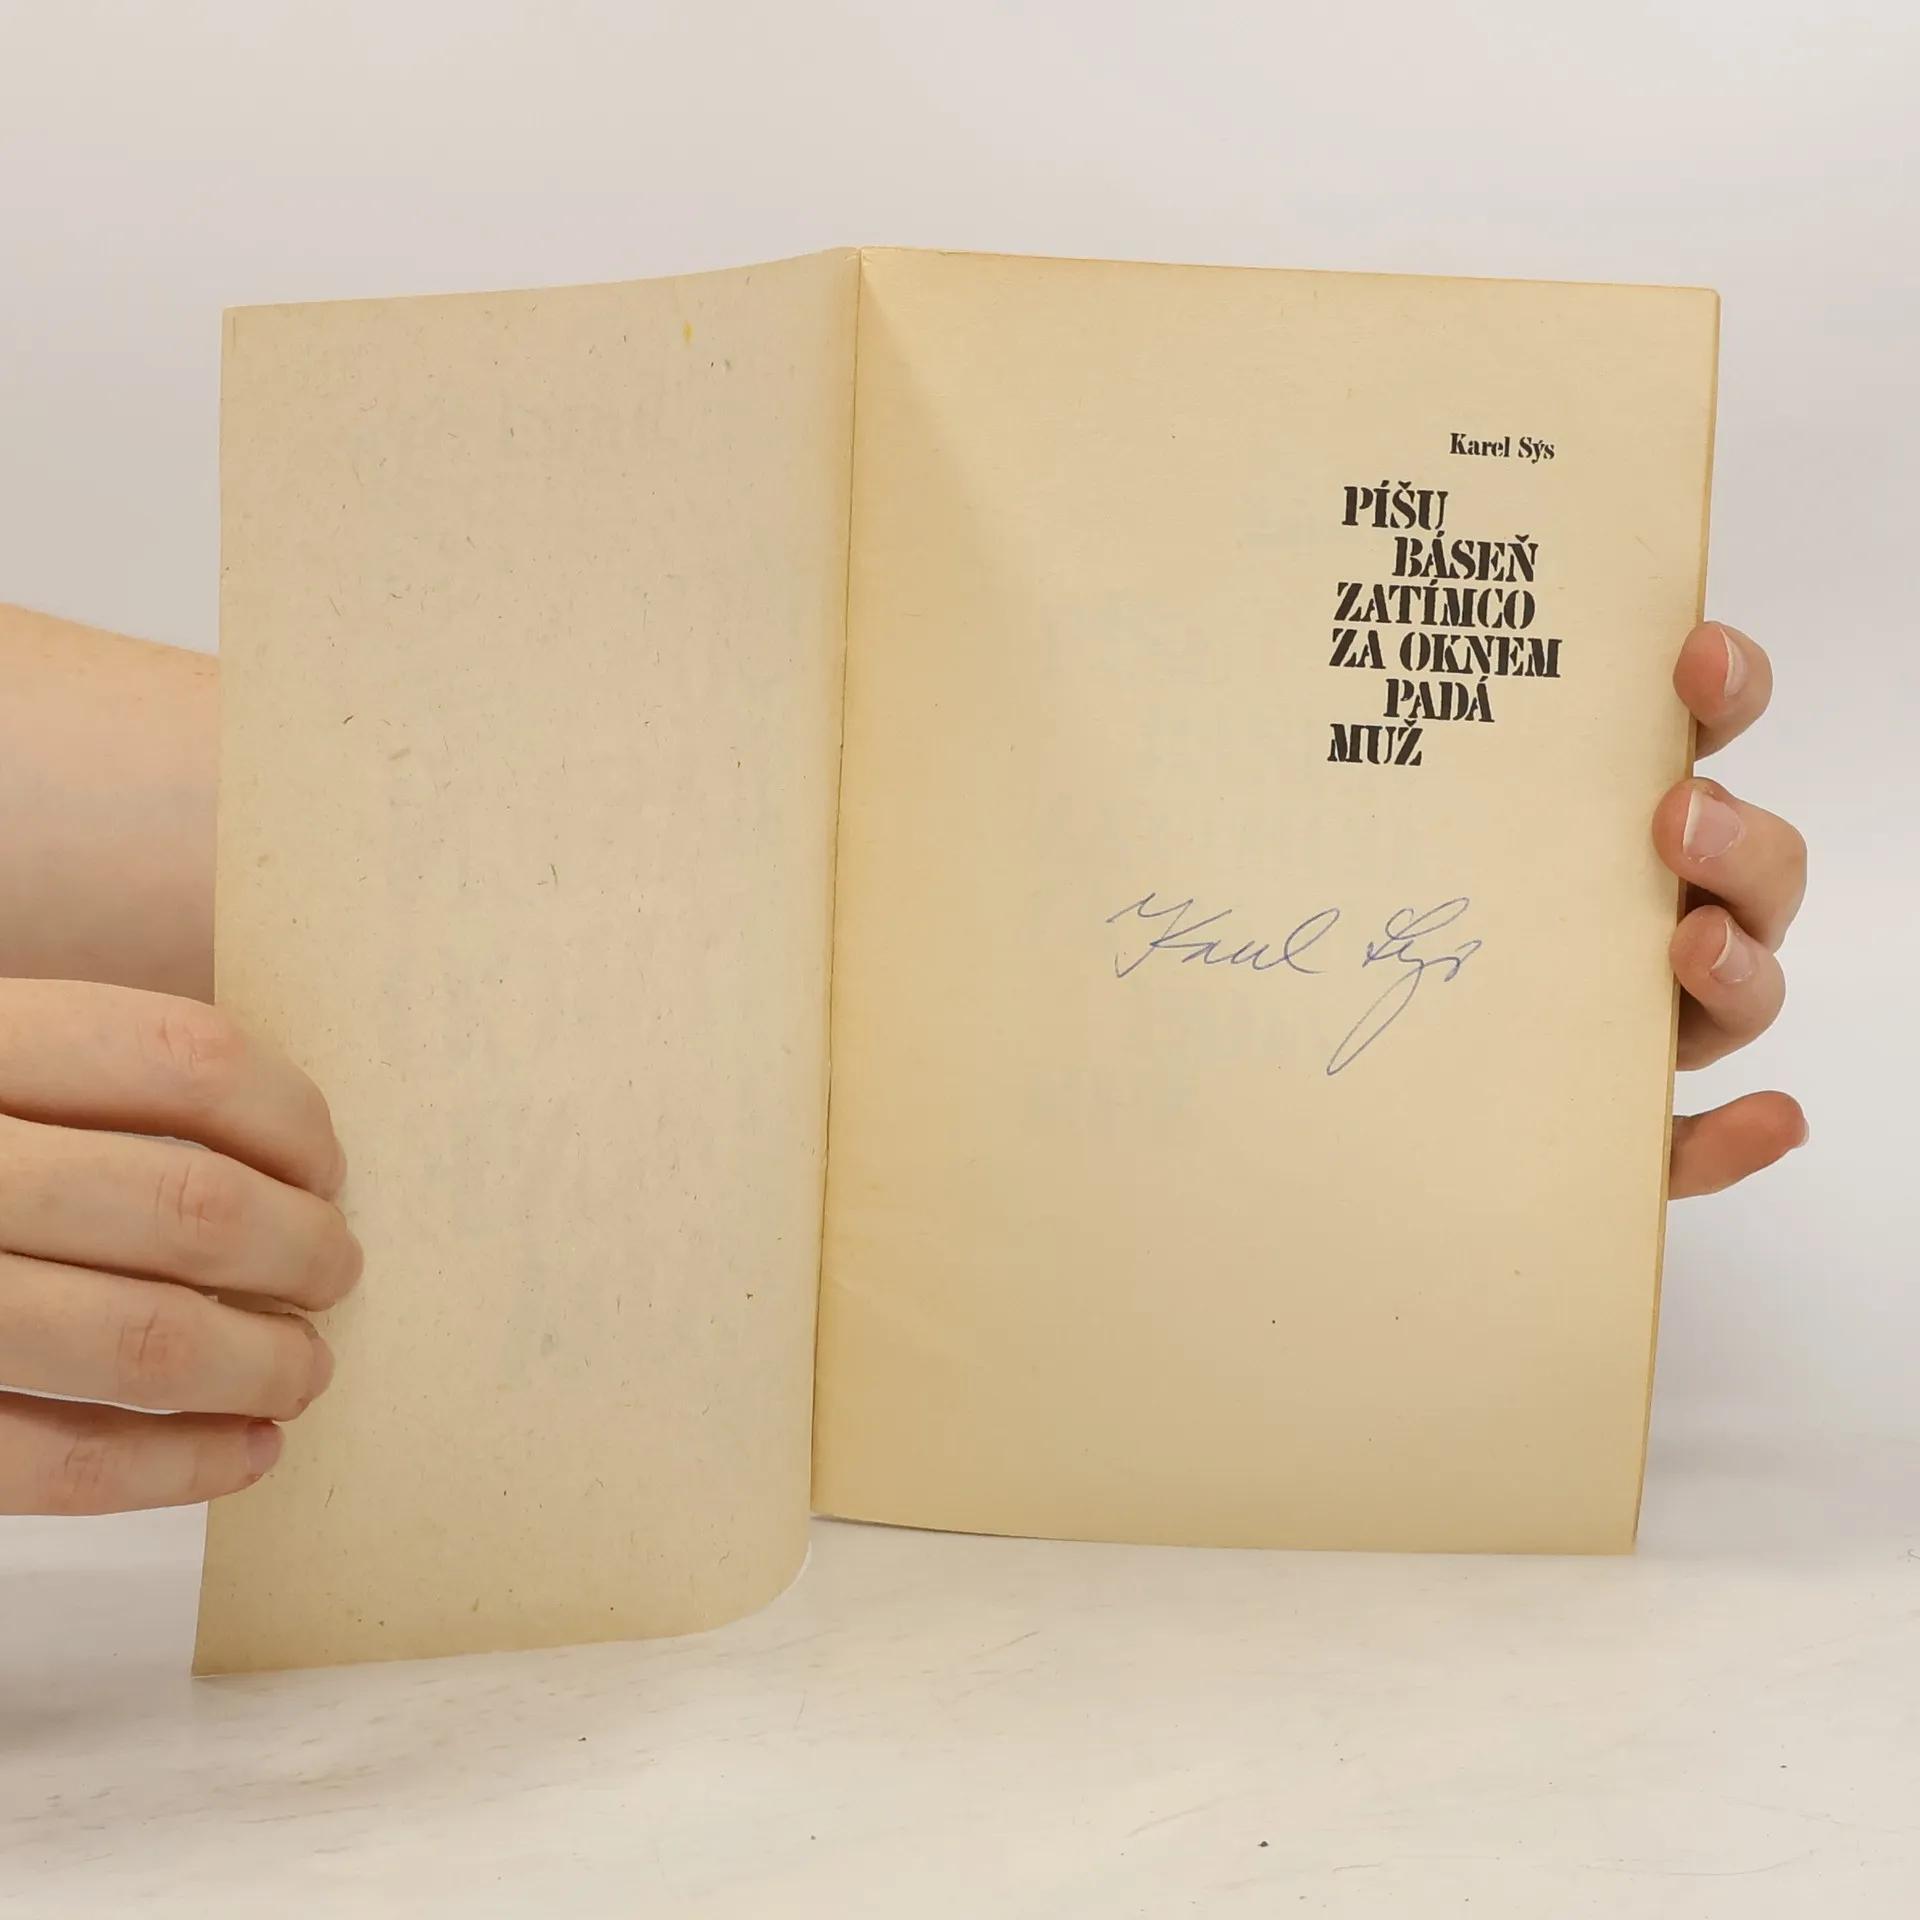 Karel Sýs
PÍŠU
BÁSEŇ
ZATÍMCO
ZA OKNEM
PADÁ
MUŽ
Karel Sýs